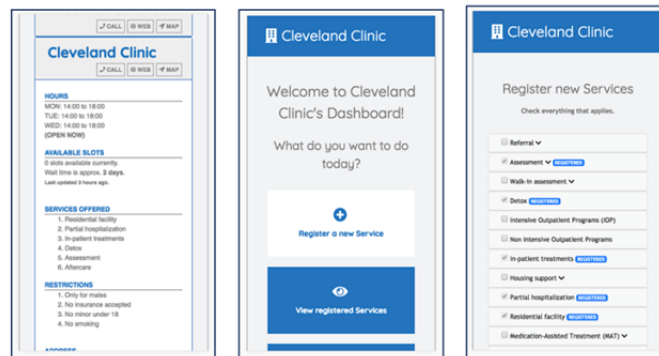 CALL WEB MAP
Cleveland Clinic
CALL WEB MAP
HOURS
MON: 14:00 to 18:00
TUE: 14:00 to 18:00
WED: 14:00 to 18:00
(OPEN NOW)
AVAILABLE SLOTS
0 slots available currently.
Wait time is approx. 2 days.
Last updated 3 hours ago.
SERVICES OFFERED
1. Residential facility
2. Partial hospitalization
3. In-patient treatments
4. Detox
5. Assessment
6. Aftercare
RESTRICTIONS
1. Only for males
2. No insurance accepted
3. No minor under 18
4. No smoking
ADDRESS
Cleveland Clinic
Welcome to Cleveland
Clinic's Dashboard!
What do you want to do
today?
Register a new Service
View registered Services
Cleveland Clinic
Register new Services
Check everything that applies.
Referral
Assessment REGISTERED
Walk-in assessment
Detox REGISTERED
Intensive Outpatient Programs (IOP)
Non Intensive Outpatient Programs
In-patient treatments REGISTERED
Housing support
Partial hospitalization REGISTERED
Residential facility REGISTERED
Medication-Assisted Treatment (MAT)